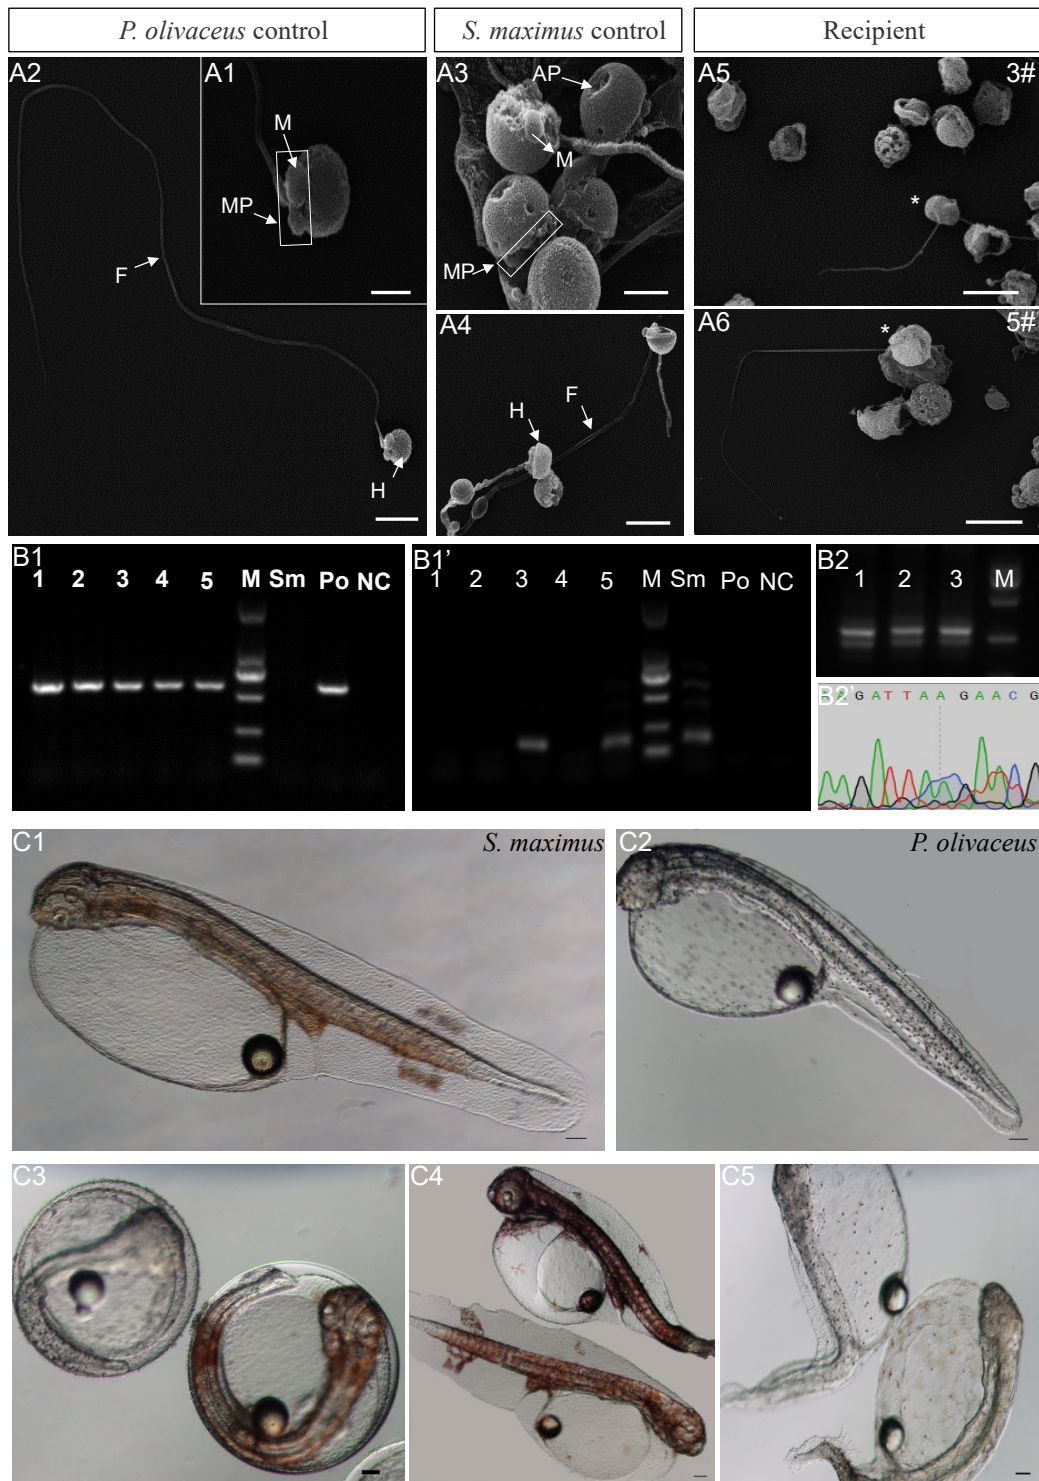 P. olivaceus control
S. maximus control
Recipient
A2
A1
M
MP
F
H
A3
AP
M
MP
A4
H
F
A5
3#
*
A6
5#
*
B1
1 2 3 4 5 M Sm Po NC
B1’
1 2 3 4 5 M Sm Po NC
B2
1 2 3 M
B2’
A A G A T T A A G A A C G
C1
S. maximus
C2
P. olivaceus
C3
C4
C5